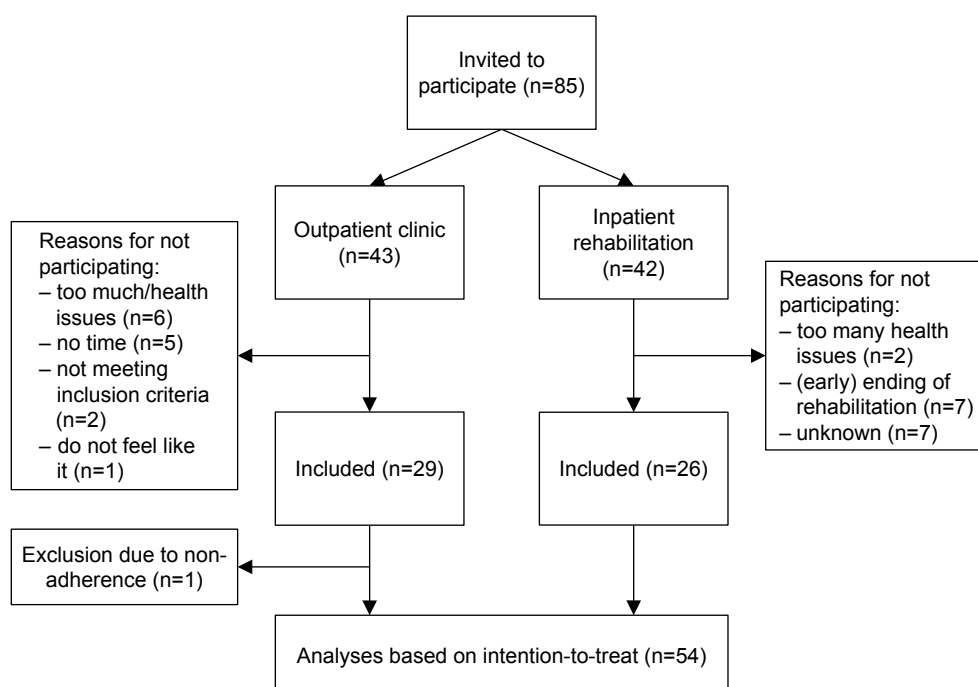 Invited to
participate (n=85)
Outpatient clinic
(n=43)
Inpatient
rehabilitation
(n=42)
Reasons for not
participating:
– too much/health
issues (n=6)
– no time (n=5)
– not meeting
inclusion criteria
(n=2)
– do not feel like
it (n=1)
Reasons for not
participating:
– too many health
issues (n=2)
– (early) ending of
rehabilitation (n=7)
– unknown (n=7)
Included (n=29)
Included (n=26)
Exclusion due to non-
adherence (n=1)
Analyses based on intention-to-treat (n=54)